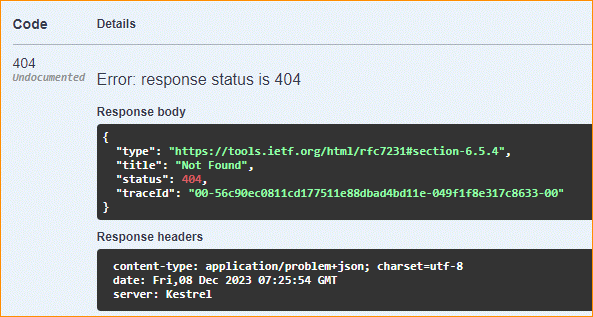 Code Details
404
Undocumented
Error: response status is 404
Response body
{
  "type": "https://tools.ietf.org/html/rfc7231#section-6.5.4",
  "title": "Not Found",
  "status": 404,
  "traceId": "00-56c90ec0811cd177511e88dbad4bd11e-049f1f8e317c8633-00"
}
Response headers
content-type: application/problem+json; charset=utf-8
date: Fri,08 Dec 2023 07:25:54 GMT
server: Kestrel